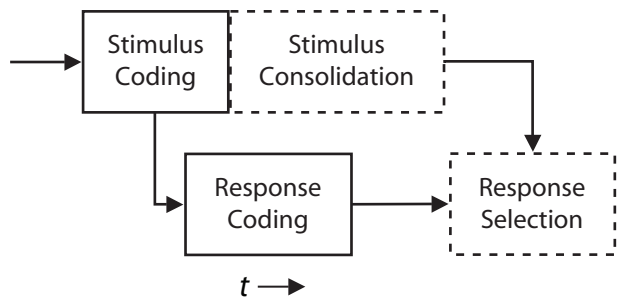 Stimulus
Coding
Stimulus
Consolidation
Response
Coding
Response
Selection
t